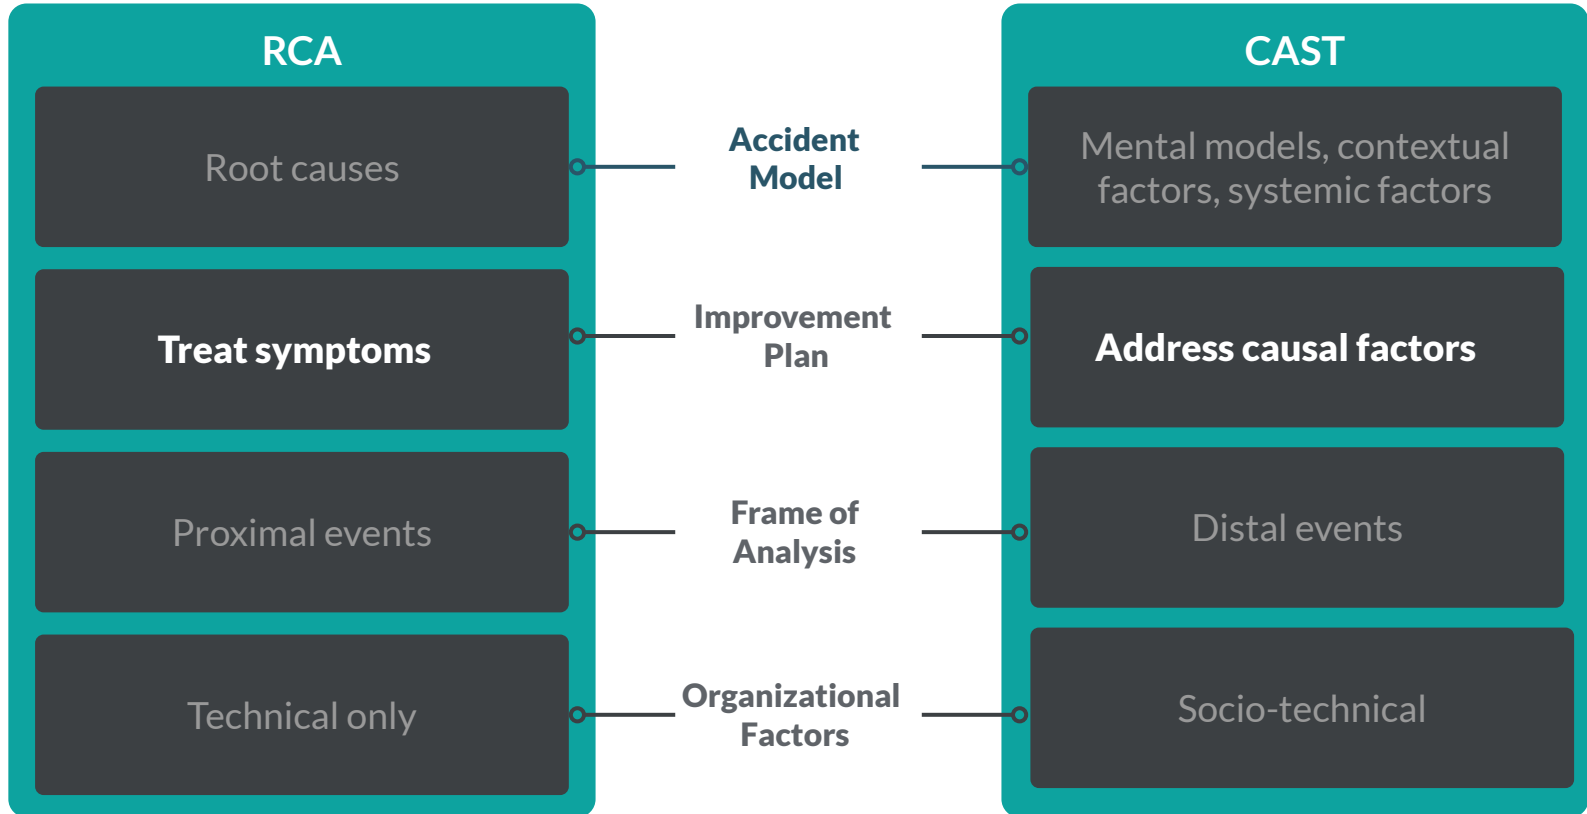 RCA
CAST
Root causes
Accident
Model
Mental models, contextual
factors, systemic factors
Treat symptoms
Improvement
Plan
Address causal factors
Proximal events
Frame of
Analysis
Distal events
Technical only
Organizational
Factors
Socio-technical